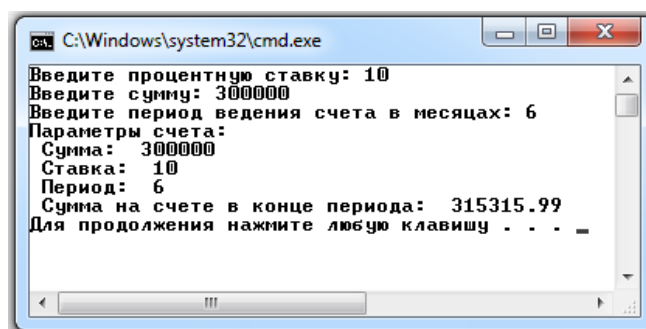 C:\Windows\system32\cmd.exe
Введите процентную ставку: 10
Введите сумму: 300000
Введите период ведения счета в месяцах: 6
Параметры счета:
Сумма: 300000
Ставка: 10
Период: 6
Сумма на счете в конце периода: 315315.99
Для продолжения нажмите любую клавишу . . . _